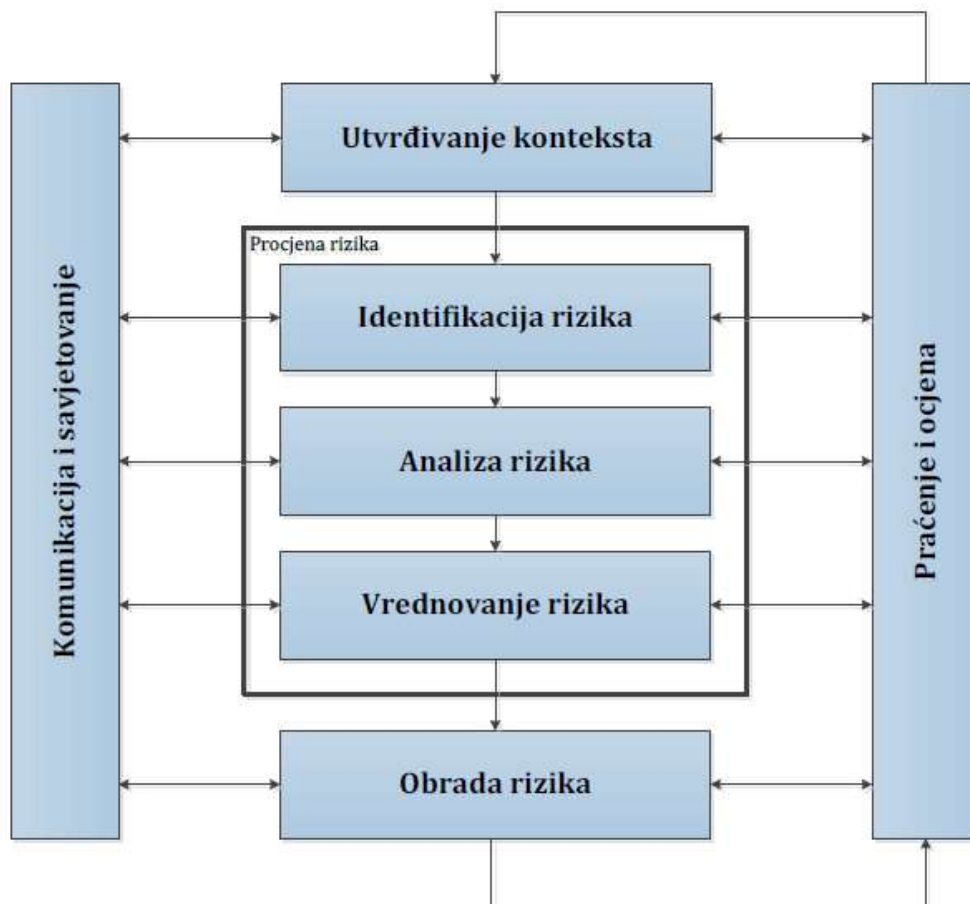 Utvrđivanje konteksta
Procjena rizika
Identifikacija rizika
Analiza rizika
Vrednovanje rizika
Obrada rizika
Komunikacija i savjetovanje
Praćenje i ocjena